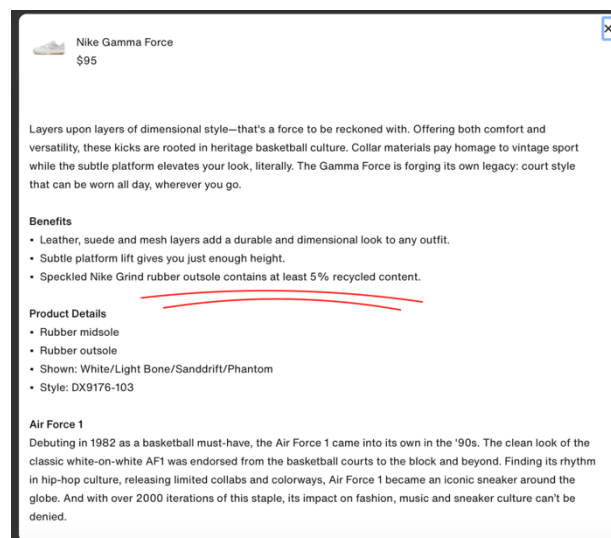 Nike Gamma Force
$95
Layers upon layers of dimensional style—that's a force to be reckoned with. Offering both comfort and
versatility, these kicks are rooted in heritage basketball culture. Collar materials pay homage to vintage sport
while the subtle platform elevates your look, literally. The Gamma Force is forging its own legacy: court style
that can be worn all day, wherever you go.
Benefits
• Leather, suede and mesh layers add a durable and dimensional look to any outfit.
• Subtle platform lift gives you just enough height.
• Speckled Nike Grind rubber outsole contains at least 5% recycled content.
Product Details
• Rubber midsole
• Rubber outsole
• Shown: White/Light Bone/Sanddrift/Phantom
• Style: DX9176-103
Air Force 1
Debuting in 1982 as a basketball must-have, the Air Force 1 came into its own in the '90s. The clean look of the
classic white-on-white AF1 was endorsed from the basketball courts to the block and beyond. Finding its rhythm
in hip-hop culture, releasing limited collabs and colorways, Air Force 1 became an iconic sneaker around the
globe. And with over 2000 iterations of this staple, its impact on fashion, music and sneaker culture can't be
denied.